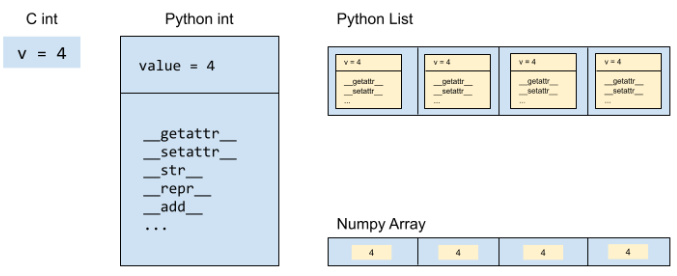 C int
v = 4
Python int
value = 4
__getattr__
__setattr__
__str__
__repr__
__add__
...
Python List
v = 4
__getattr__
__setattr__
...
v = 4
__getattr__
__setattr__
...
v = 4
__getattr__
__setattr__
...
v = 4
__getattr__
__setattr__
...
Numpy Array
4 4 4 4